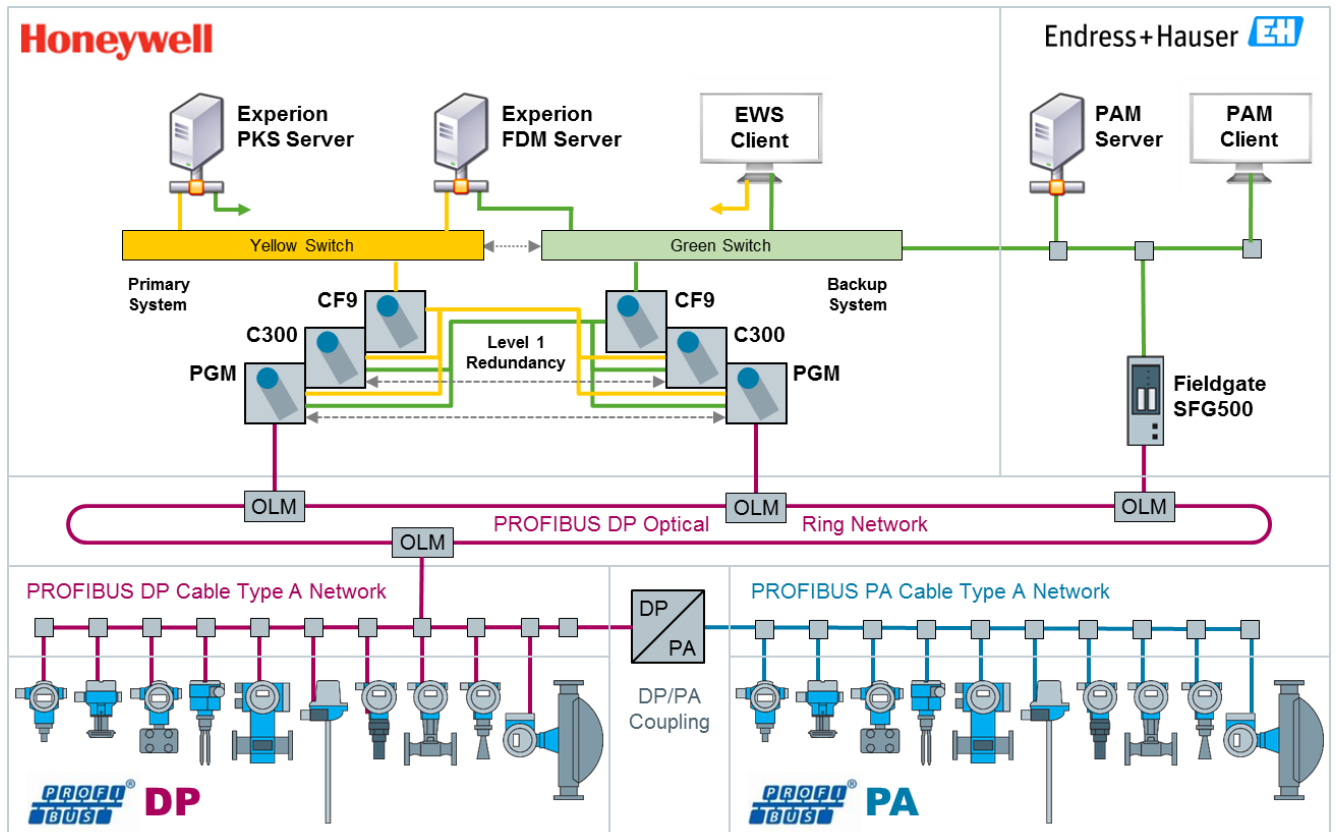 Honeywell
Endress+Hauser EH
Experion
PKS Server
Experion
FDM Server
EWS
Client
PAM
Server
PAM
Client
Yellow Switch
Green Switch
Primary
System
Backup
System
CF9
CF9
C300
C300
Level 1
Redundancy
PGM
PGM
Fieldgate
SFG500
OLM
OLM
OLM
PROFIBUS DP Optical Ring Network
OLM
PROFIBUS DP Cable Type A Network
PROFIBUS PA Cable Type A Network
DP
PA
DP/PA
Coupling
PROFI
BUS
® DP
PROFI
BUS
® PA